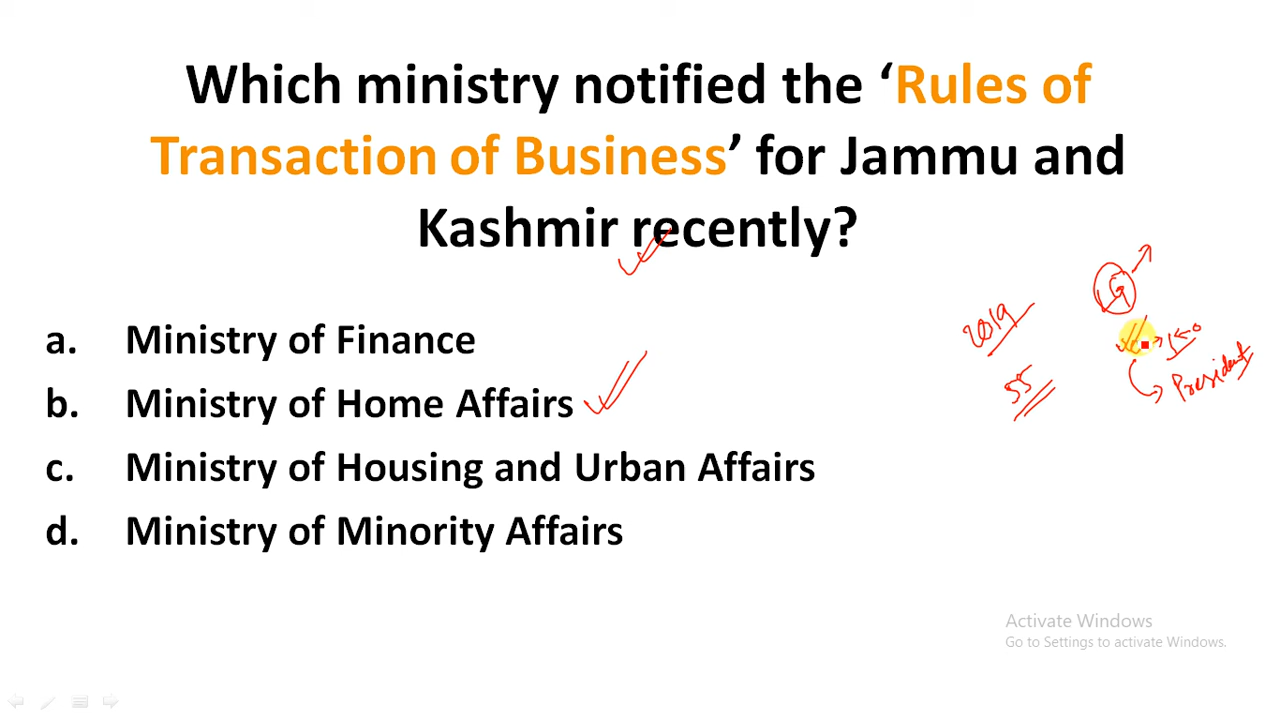 Which ministry notified the ‘Rules of
Transaction of Business’ for Jammu and
Kashmir recently?
2019
LG
55
President
a. Ministry of Finance
b. Ministry of Home Affairs
c. Ministry of Housing and Urban Affairs
d. Ministry of Minority Affairs
Activate Windows
Go to Settings to activate Windows.